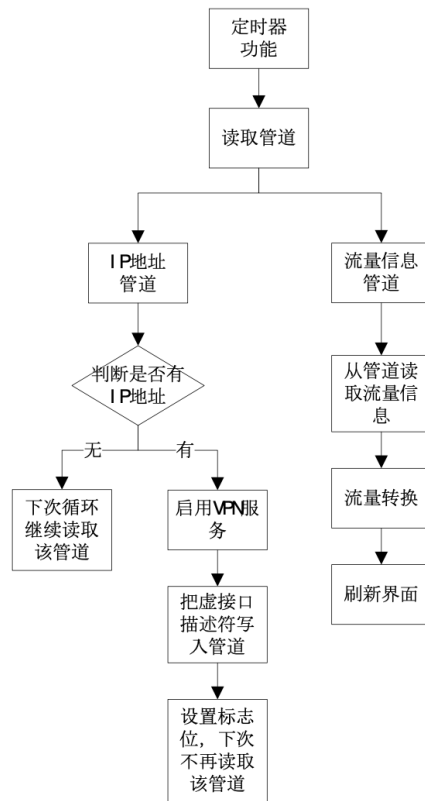 定时器
功能
读取管道
IP地址
管道
流量信息
管道
判断是否有
IP地址
从管道读
取流量信
息
无
有
下次循环
继续读取
该管道
启用VPN服
务
流量转换
把虚接口
描述符写
入管道
刷新界面
设置标志
位，下次
不再读取
该管道